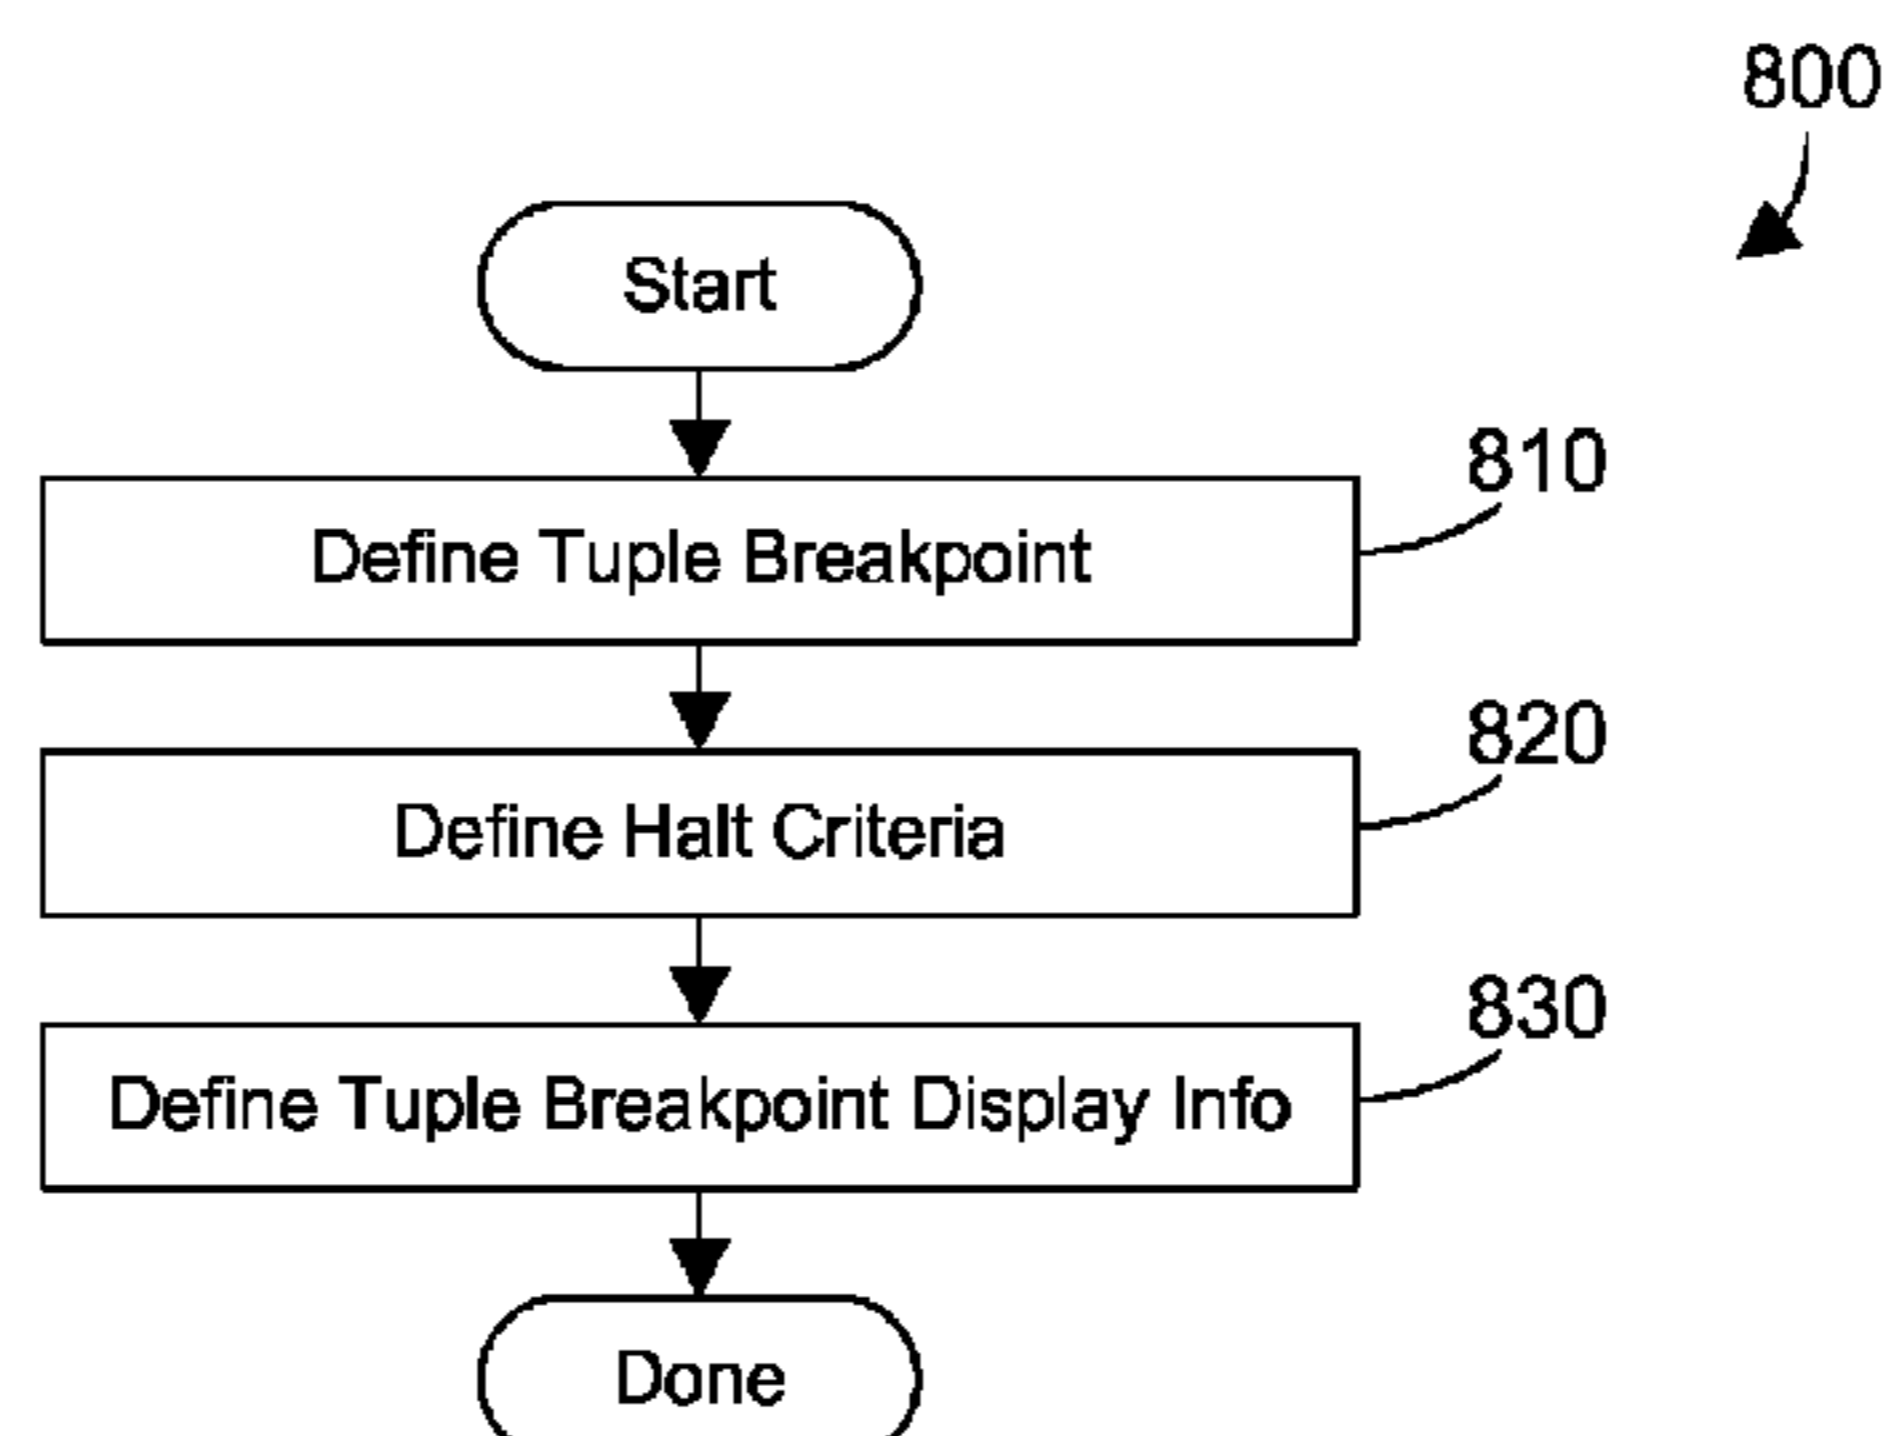 800
Start
810
Define Tuple Breakpoint
820
Define Halt Criteria
830
Define Tuple Breakpoint Display Info
Done